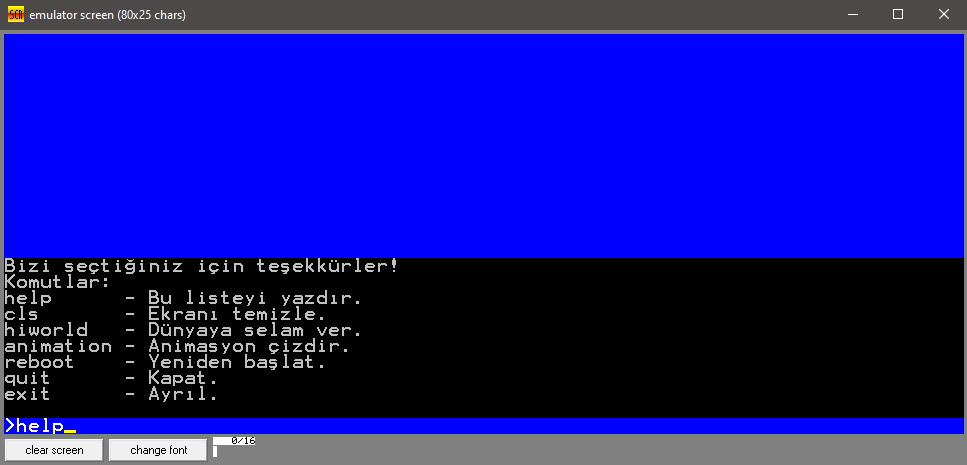 emulator screen (80x25 chars)
Bizi seçtiğiniz için teşekkürler!
Komutlar:
help - Bu listeyi yazdır.
cls - Ekranı temizle.
hiworld - Dünyaya selam ver.
animation - Animasyon çizdir.
reboot - Yeniden başlat.
quit - Kapat.
exit - Ayrıl.
>help_
clear screen change font 0/16